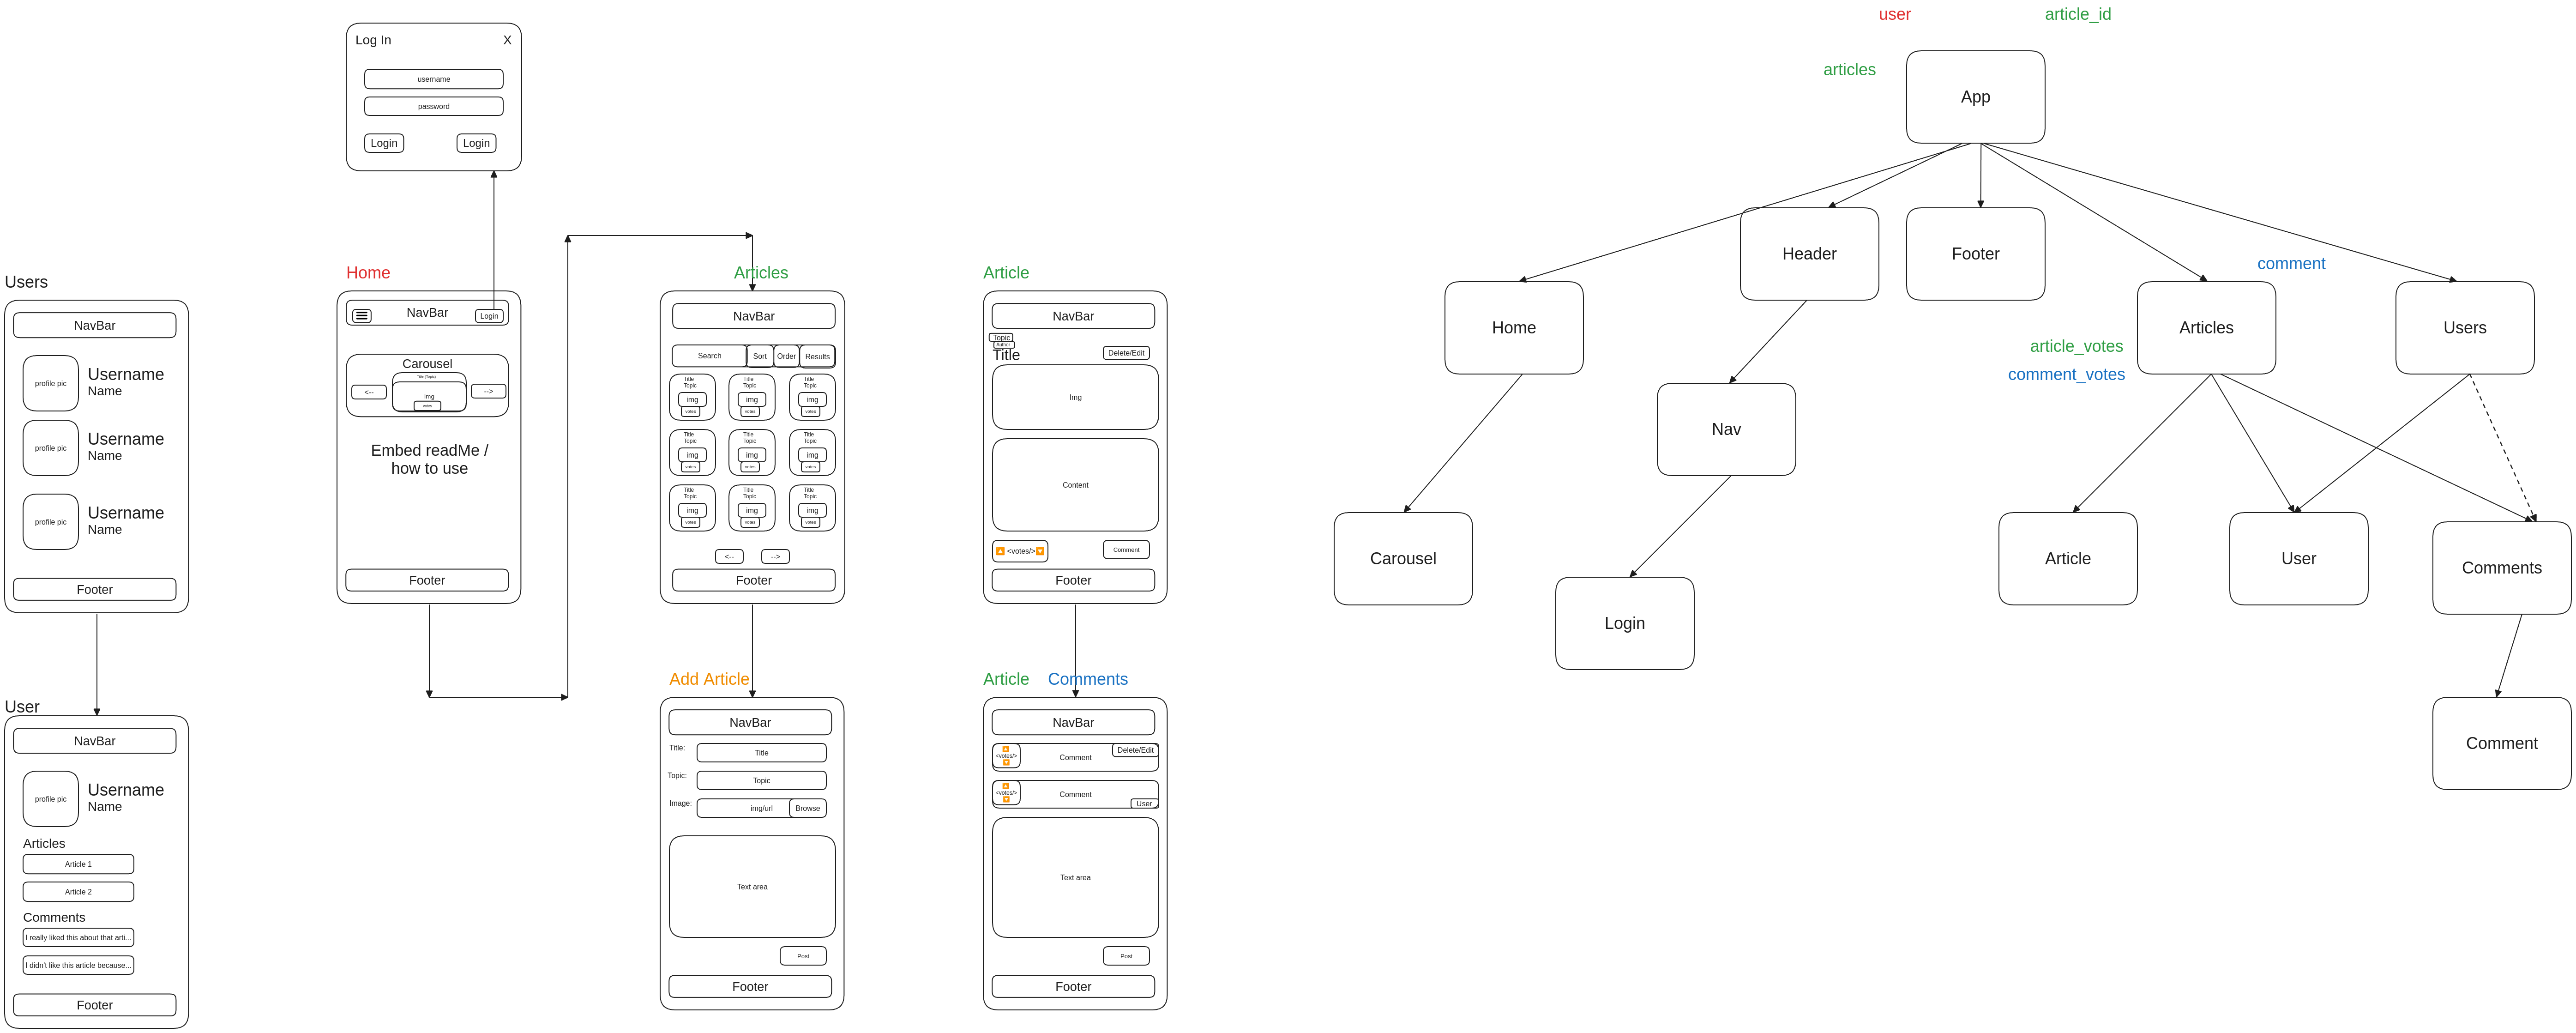 Log In
X
username
password
Login
Login
Users
NavBar
profile pic
Username
Name
profile pic
Username
Name
profile pic
Username
Name
Footer
User
NavBar
profile pic
Username
Name
Articles
Article 1
Article 2
Comments
I really liked this about that arti...
I didn't like this article because...
Footer
Home
NavBar
Login
Carousel
Title (Topic)
<--
img
votes
-->
Embed readMe /
how to use
Footer
Articles
NavBar
Search
Sort
Order
Results
Title
Topic
img
votes
Title
Topic
img
votes
Title
Topic
img
votes
Title
Topic
img
votes
Title
Topic
img
votes
Title
Topic
img
votes
Title
Topic
img
votes
Title
Topic
img
votes
Title
Topic
img
votes
<--
-->
Footer
Add Article
NavBar
Title:
Title
Topic:
Topic
Image:
img/url
Browse
Text area
Post
Footer
Article
NavBar
Topic
Author
Title
Delete/Edit
Img
Content
🔼 <votes/>🔽
Comment
Footer
Article
Comments
NavBar
🔼
<votes/>
🔽
Comment
Delete/Edit
🔼
<votes/>
🔽
Comment
User
Text area
Post
Footer
user
article_id
articles
App
Header
Footer
comment
Home
Articles
Users
article_votes
comment_votes
Nav
Carousel
Article
User
Comments
Login
Comment